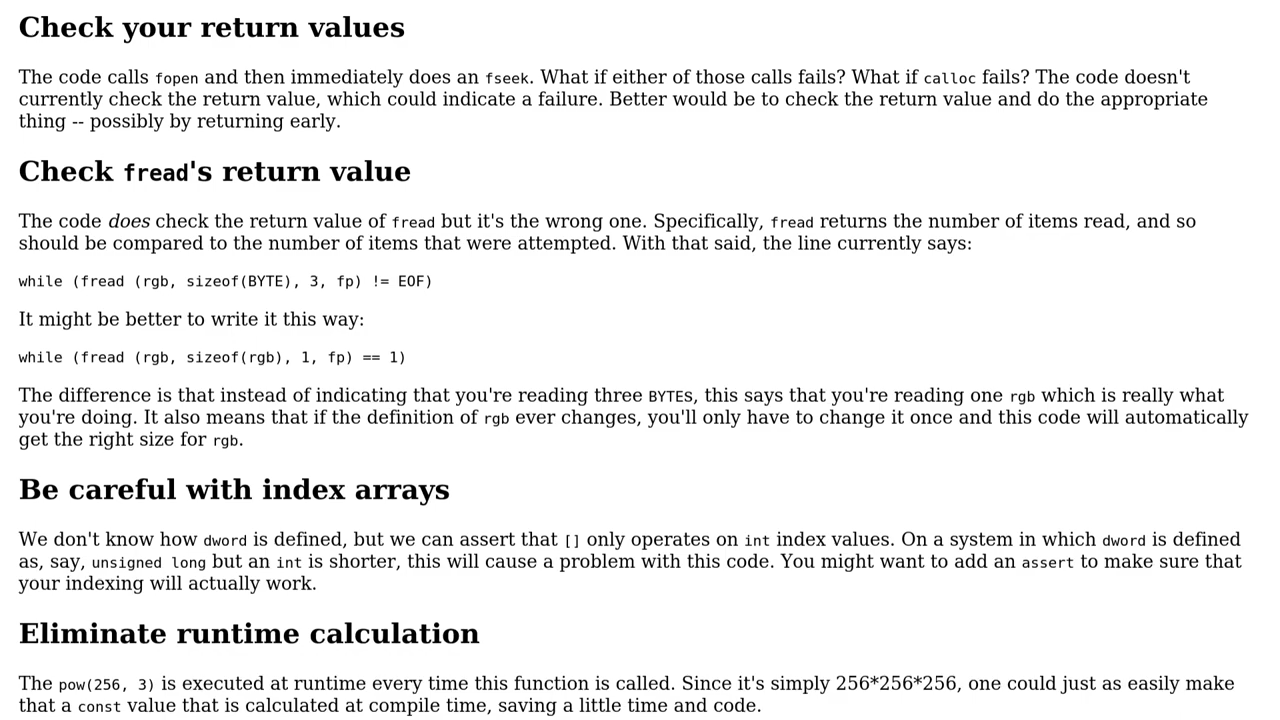 Check your return values
The code calls fopen and then immediately does an fseek. What if either of those calls fails? What if calloc fails? The code doesn't
currently check the return value, which could indicate a failure. Better would be to check the return value and do the appropriate
thing -- possibly by returning early.
Check fread's return value
The code does check the return value of fread but it's the wrong one. Specifically, fread returns the number of items read, and so
should be compared to the number of items that were attempted. With that said, the line currently says:
while (fread (rgb, sizeof(BYTE), 3, fp) != EOF)
It might be better to write it this way:
while (fread (rgb, sizeof(rgb), 1, fp) == 1)
The difference is that instead of indicating that you're reading three BYTEs, this says that you're reading one rgb which is really what
you're doing. It also means that if the definition of rgb ever changes, you'll only have to change it once and this code will automatically
get the right size for rgb.
Be careful with index arrays
We don't know how dword is defined, but we can assert that [] only operates on int index values. On a system in which dword is defined
as, say, unsigned long but an int is shorter, this will cause a problem with this code. You might want to add an assert to make sure that
your indexing will actually work.
Eliminate runtime calculation
The pow(256, 3) is executed at runtime every time this function is called. Since it's simply 256*256*256, one could just as easily make
that a const value that is calculated at compile time, saving a little time and code.